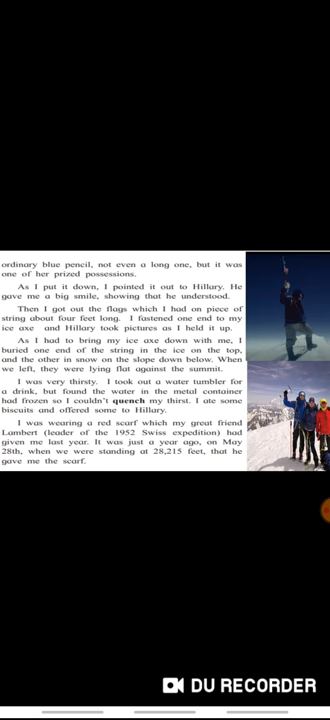 ordinary blue pencil, not even a long one, but it was
one of her prized possessions.
As I put it down, I pointed it out to Hillary. He
gave me a big smile, showing that he understood.
Then I got out the flags which I had on piece of
string about four feet long. I fastened one end to my
ice axe and Hillary took pictures as I held it up.
As I had to bring my ice axe down with me, I
buried one end of the string in the ice on the top,
and the other in snow on the slope down below. When
we left, they were lying flat against the summit.
I was very thirsty. I took out a water tumbler for
a drink, but found the water in the metal container
had frozen so I couldn't quench my thirst. I ate some
biscuits and offered some to Hillary.
I was wearing a red scarf which my great friend
Lambert (leader of the 1952 Swiss expedition) had
given me last year. It was just a year ago, on May
28th, when we were standing at 28,215 feet, that he
gave me the scarf.
DU RECORDER